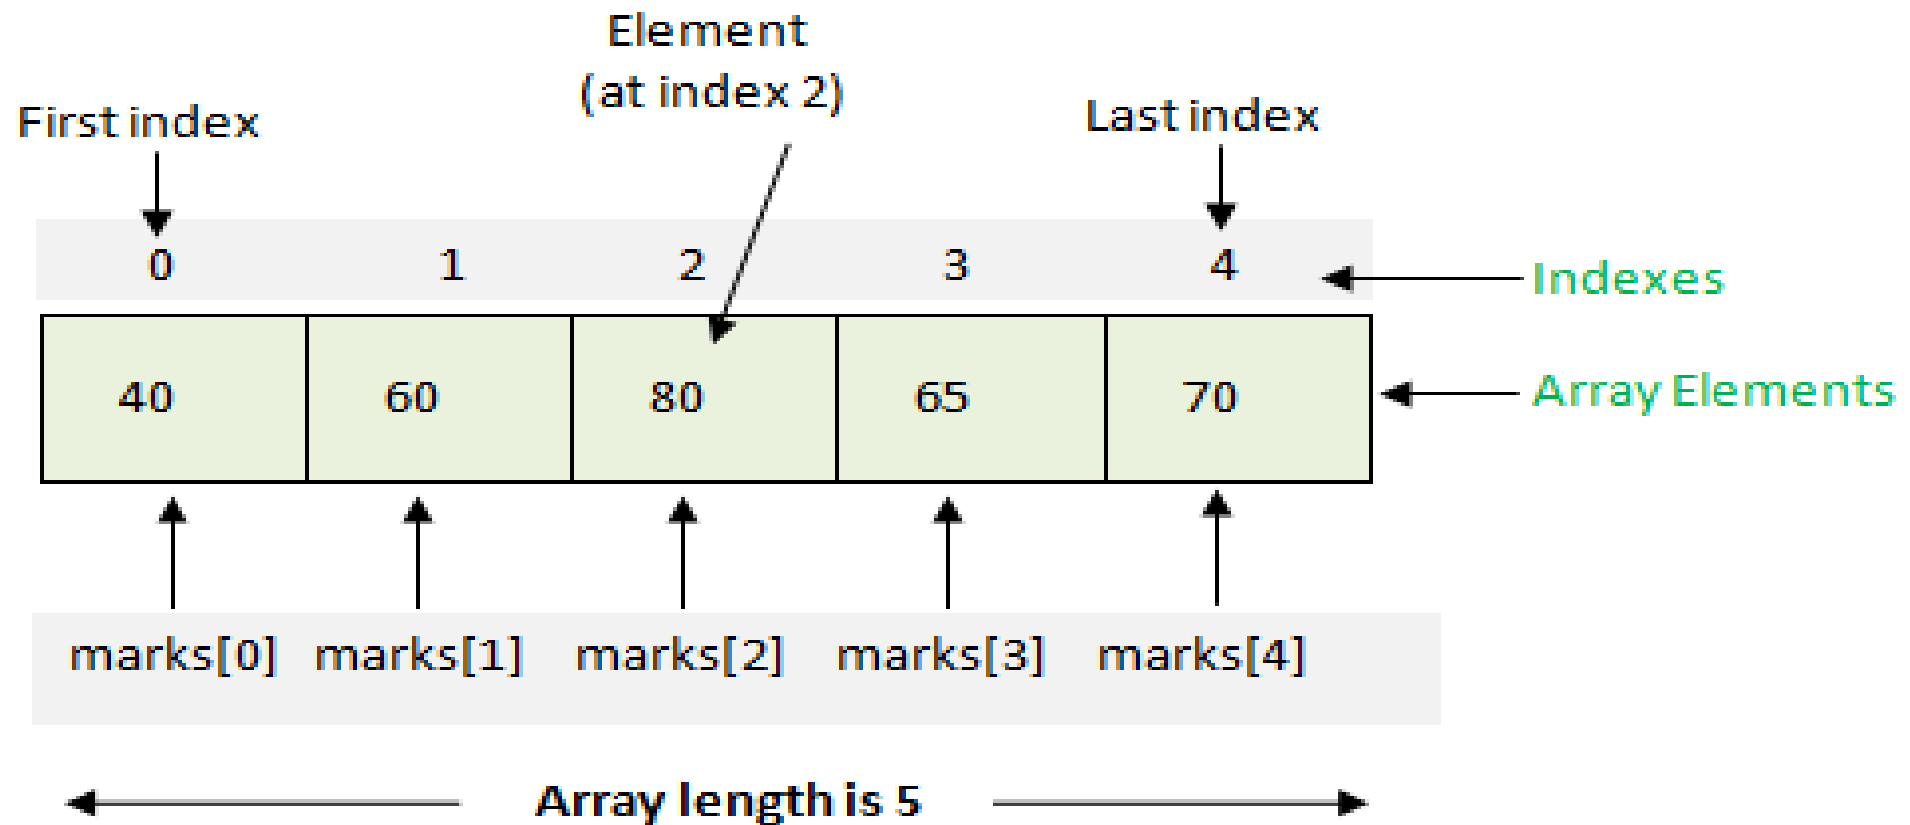 Element
(at index 2)
First index
Last index
0 1 2 3 4
Indexes
40 60 80 65 70
Array Elements
marks[0] marks[1] marks[2] marks[3] marks[4]
Array length is 5